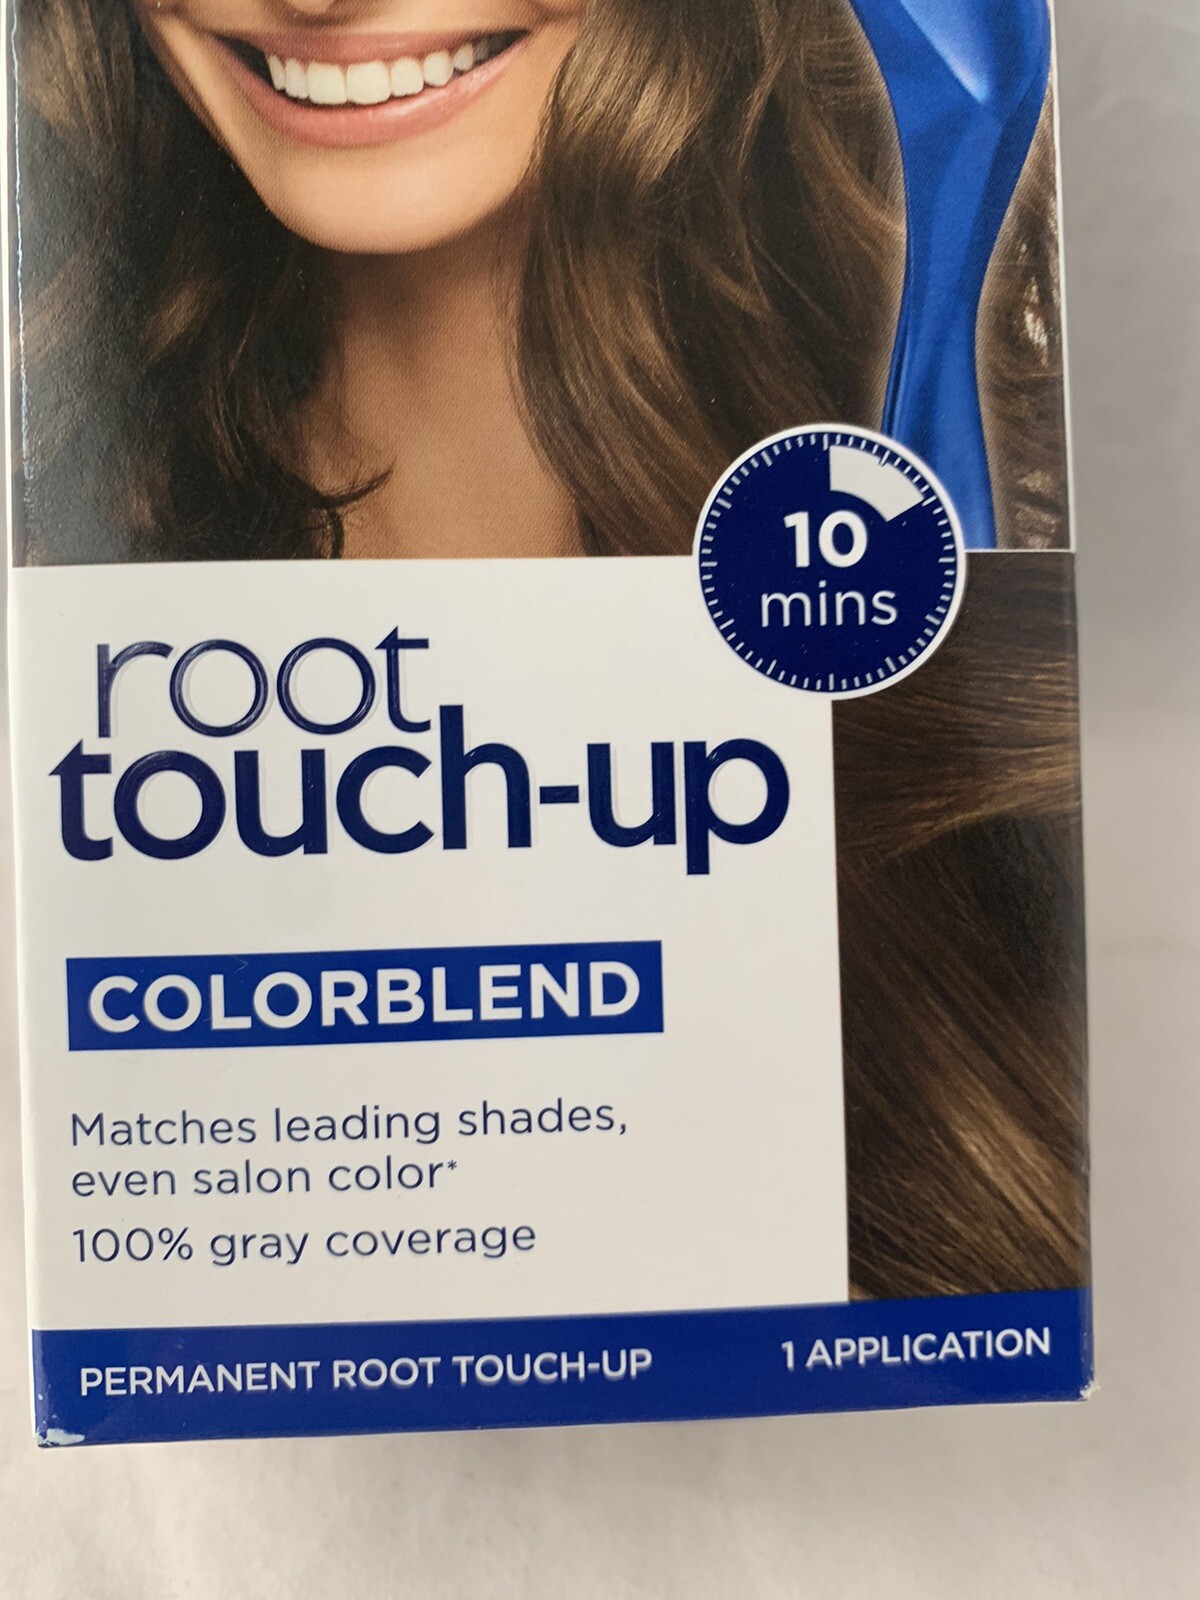 10
mins
root
touch-up
COLORBLEND
Matches leading shades,
even salon color*
100% gray coverage
PERMANENT ROOT TOUCH-UP
1 APPLICATION